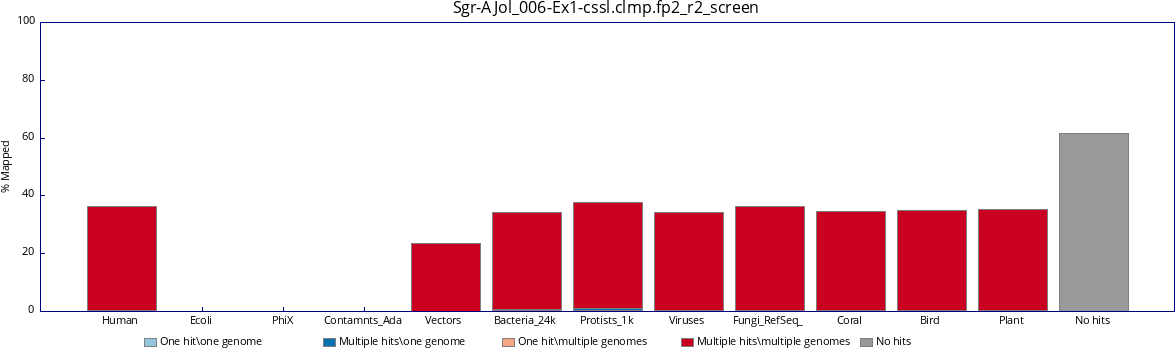 Sgr-AJol_006-Ex1-cssl.clmp.fp2_r2_screen
100
80
60
40
20
0
% Mapped
Human Ecoli PhiX Contamnts_Ada Vectors Bacteria_24k Protists_1k Viruses Fungi_RefSeq_ Coral Bird Plant No hits
One hit\one genome Multiple hits\one genome One hit\multiple genomes Multiple hits\multiple genomes No hits